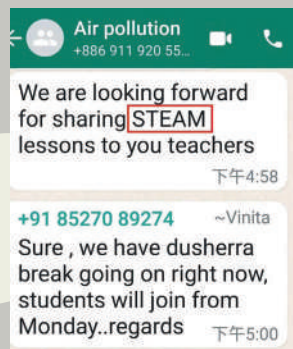 Air pollution
+886 911 920 55...
We are looking forward
for sharing STEAM
lessons to you teachers
下午4:58
+91 85270 89274 ~Vinita
Sure , we have dusherra
break going on right now,
students will join from
Monday..regards
下午5:00